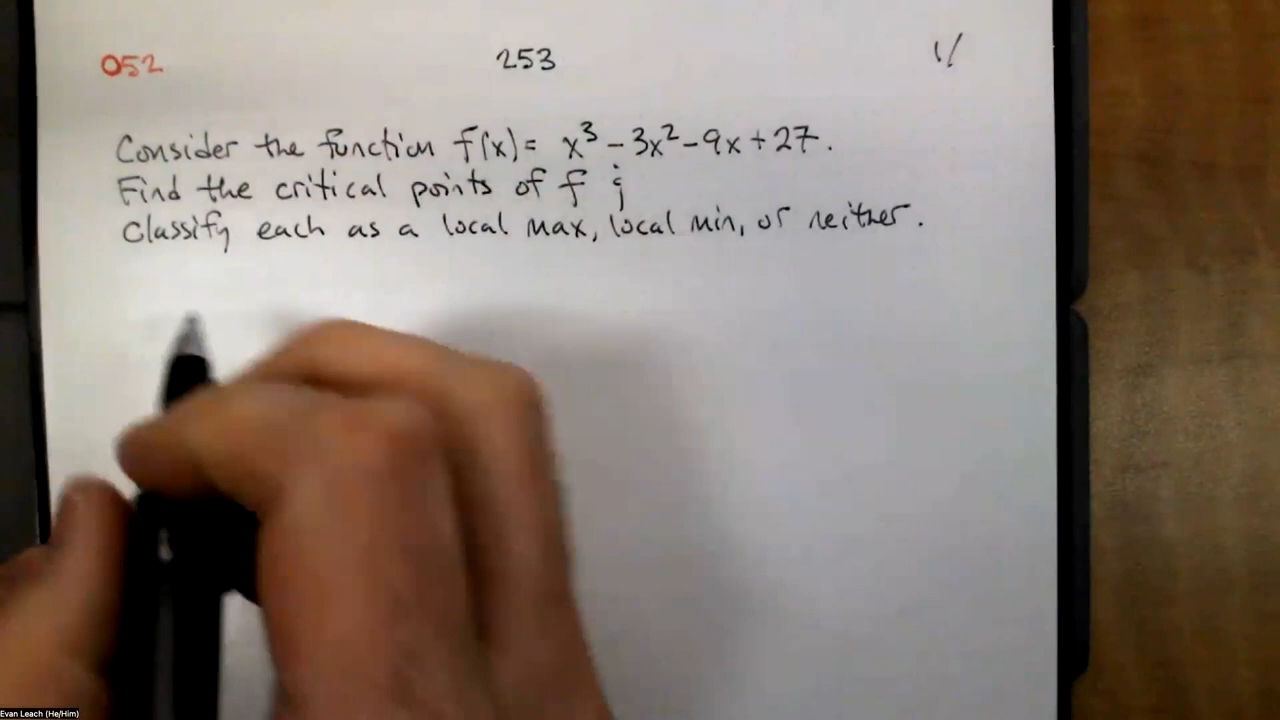 052 253 1/
Consider the function f(x) = x³ - 3x² - 9x + 27.
Find the critical points of f ;
Classify each as a local max, local min, or neither.
Evan Leach (He/Him)